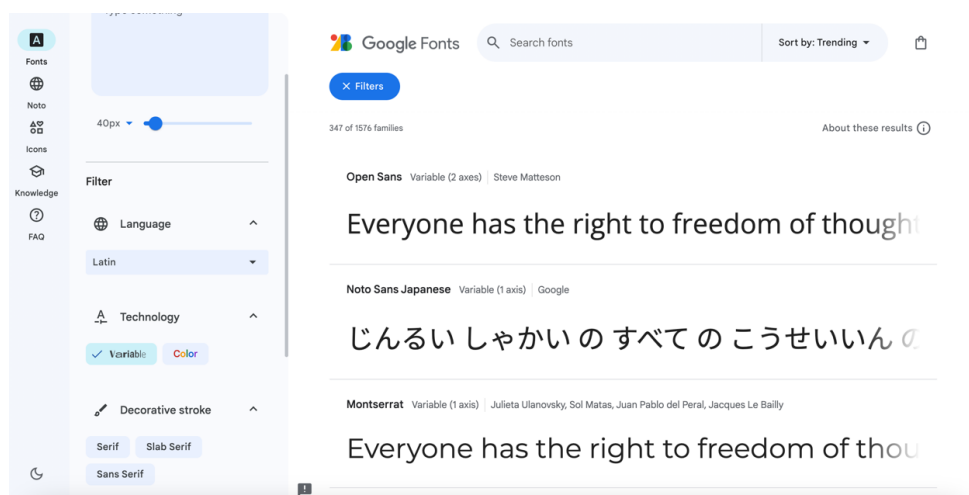 Type something
Fonts
Noto
Icons
Knowledge
FAQ
40px
Filter
Language
Latin
Technology
Variable
Color
Decorative stroke
Serif
Slab Serif
Sans Serif
Google Fonts
Search fonts
Sort by: Trending
Filters
347 of 1576 families
About these results
Open Sans Variable (2 axes) Steve Matteson
Everyone has the right to freedom of thought
Noto Sans Japanese Variable (1 axis) Google
じんるい しゃかい の すべて の こうせいいん の
Montserrat Variable (1 axis) Julieta Ulanovsky, Sol Matas, Juan Pablo del Peral, Jacques Le Bailly
Everyone has the right to freedom of thou